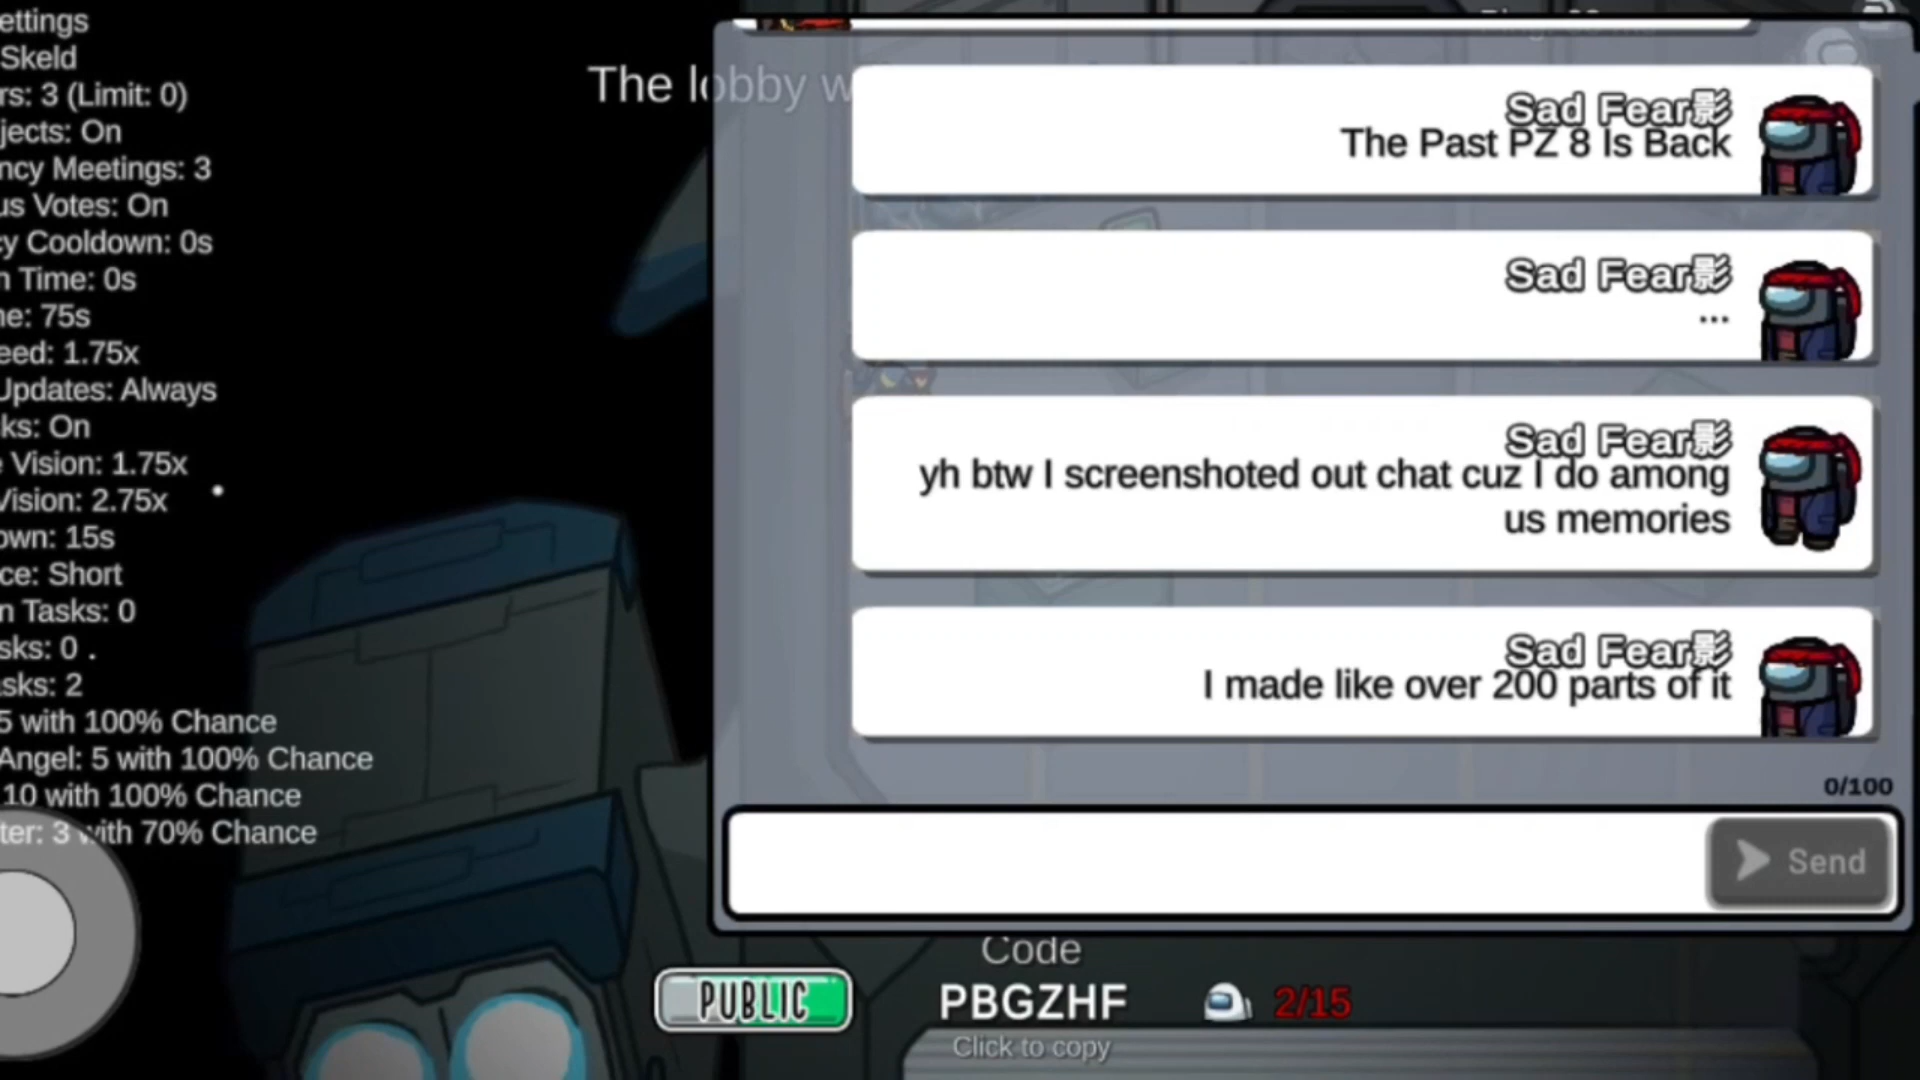 ettings
Skeld
rs: 3 (Limit: 0)
jects: On
ncy Meetings: 3
us Votes: On
cy Cooldown: 0s
n Time: 0s
ne: 75s
eed: 1.75x
Updates: Always
ks: On
e Vision: 1.75x
Vision: 2.75x
own: 15s
ce: Short
n Tasks: 0
sks: 0 .
asks: 2
5 with 100% Chance
Angel: 5 with 100% Chance
10 with 100% Chance
ter: 3 with 70% Chance
The lobby w
Sad Fear影
The Past PZ 8 Is Back
Sad Fear影
...
Sad Fear影
yh btw I screenshoted out chat cuz I do among
us memories
Sad Fear影
I made like over 200 parts of it
0/100
Send
Code
PUBLIC
PBGZHF
2/15
Click to copy